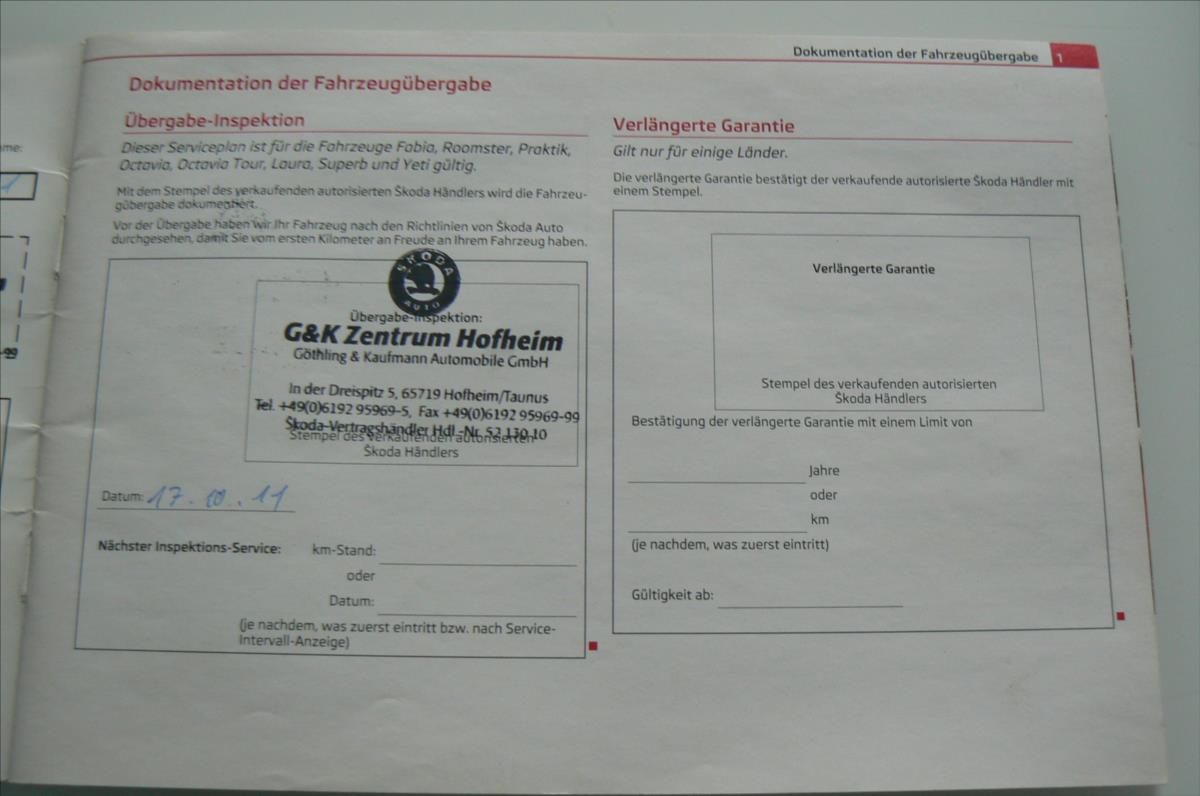 Dokumentation der Fahrzeugübergabe 1
Dokumentation der Fahrzeugübergabe
Übergabe-Inspektion
Dieser Serviceplan ist für die Fahrzeuge Fabia, Roomster, Praktik,
Octavia, Octavia Tour, Laura, Superb und Yeti gültig.
Mit dem Stempel des verkaufenden autorisierten Škoda Händlers wird die Fahrzeu-
gübergabe dokumentiert.
Vor der Übergabe haben wir Ihr Fahrzeug nach den Richtlinien von Škoda Auto
durchgesehen, damit Sie vom ersten Kilometer an Freude an Ihrem Fahrzeug haben.
ŠKODA
AUTO
Übergabe-Inspektion:
G&K Zentrum Hofheim
Göthling & Kaufmann Automobile GmbH
In der Dreispitz 5, 65719 Hofheim/Taunus
Tel. +49(0)6192 95969-5, Fax +49(0)6192 95969-99
Škoda-Vertragshändler Hdl.-Nr. 52 130 10
Stempel des verkaufenden autorisierten
Škoda Händlers
Datum: 17.10.11
Nächster Inspektions-Service: km-Stand:
oder
Datum:
(je nachdem, was zuerst eintritt bzw. nach Service-
Intervall-Anzeige)
Verlängerte Garantie
Gilt nur für einige Länder.
Die verlängerte Garantie bestätigt der verkaufende autorisierte Škoda Händler mit
einem Stempel.
Verlängerte Garantie
Stempel des verkaufenden autorisierten
Škoda Händlers
Bestätigung der verlängerte Garantie mit einem Limit von
Jahre
oder
km
(je nachdem, was zuerst eintritt)
Gültigkeit ab: